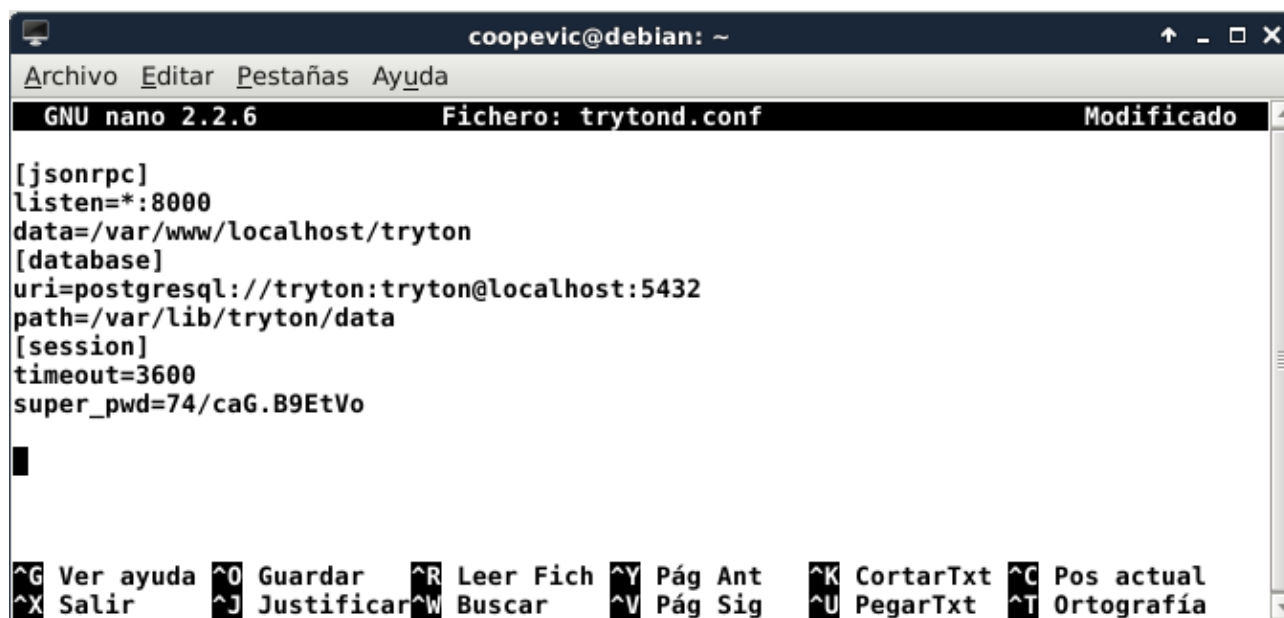 coopevic@debian: ~
Archivo Editar Pestañas Ayuda
GNU nano 2.2.6 Fichero: trytond.conf Modificado
[jsonrpc]
listen=*:8000
data=/var/www/localhost/tryton
[database]
uri=postgresql://tryton:tryton@localhost:5432
path=/var/lib/tryton/data
[session]
timeout=3600
super_pwd=74/caG.B9EtVo
^G Ver ayuda ^O Guardar ^R Leer Fich ^Y Pág Ant ^K CortarTxt ^C Pos actual
^X Salir ^J Justificar ^W Buscar ^V Pág Sig ^U PegarTxt ^T Ortografía